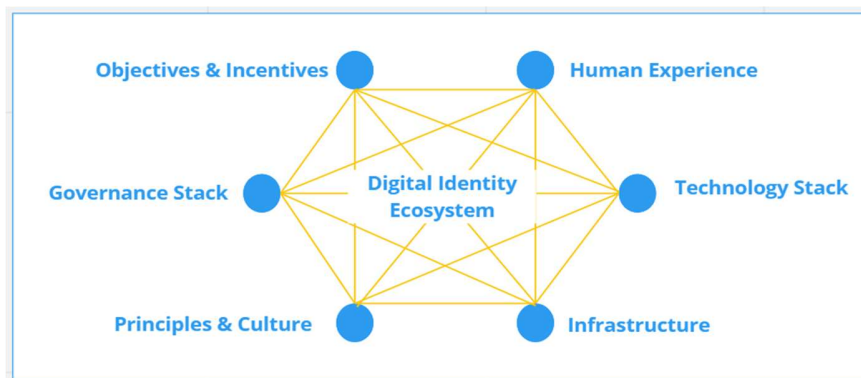 Objectives & Incentives
Human Experience
Governance Stack
Digital Identity
Ecosystem
Technology Stack
Principles & Culture
Infrastructure